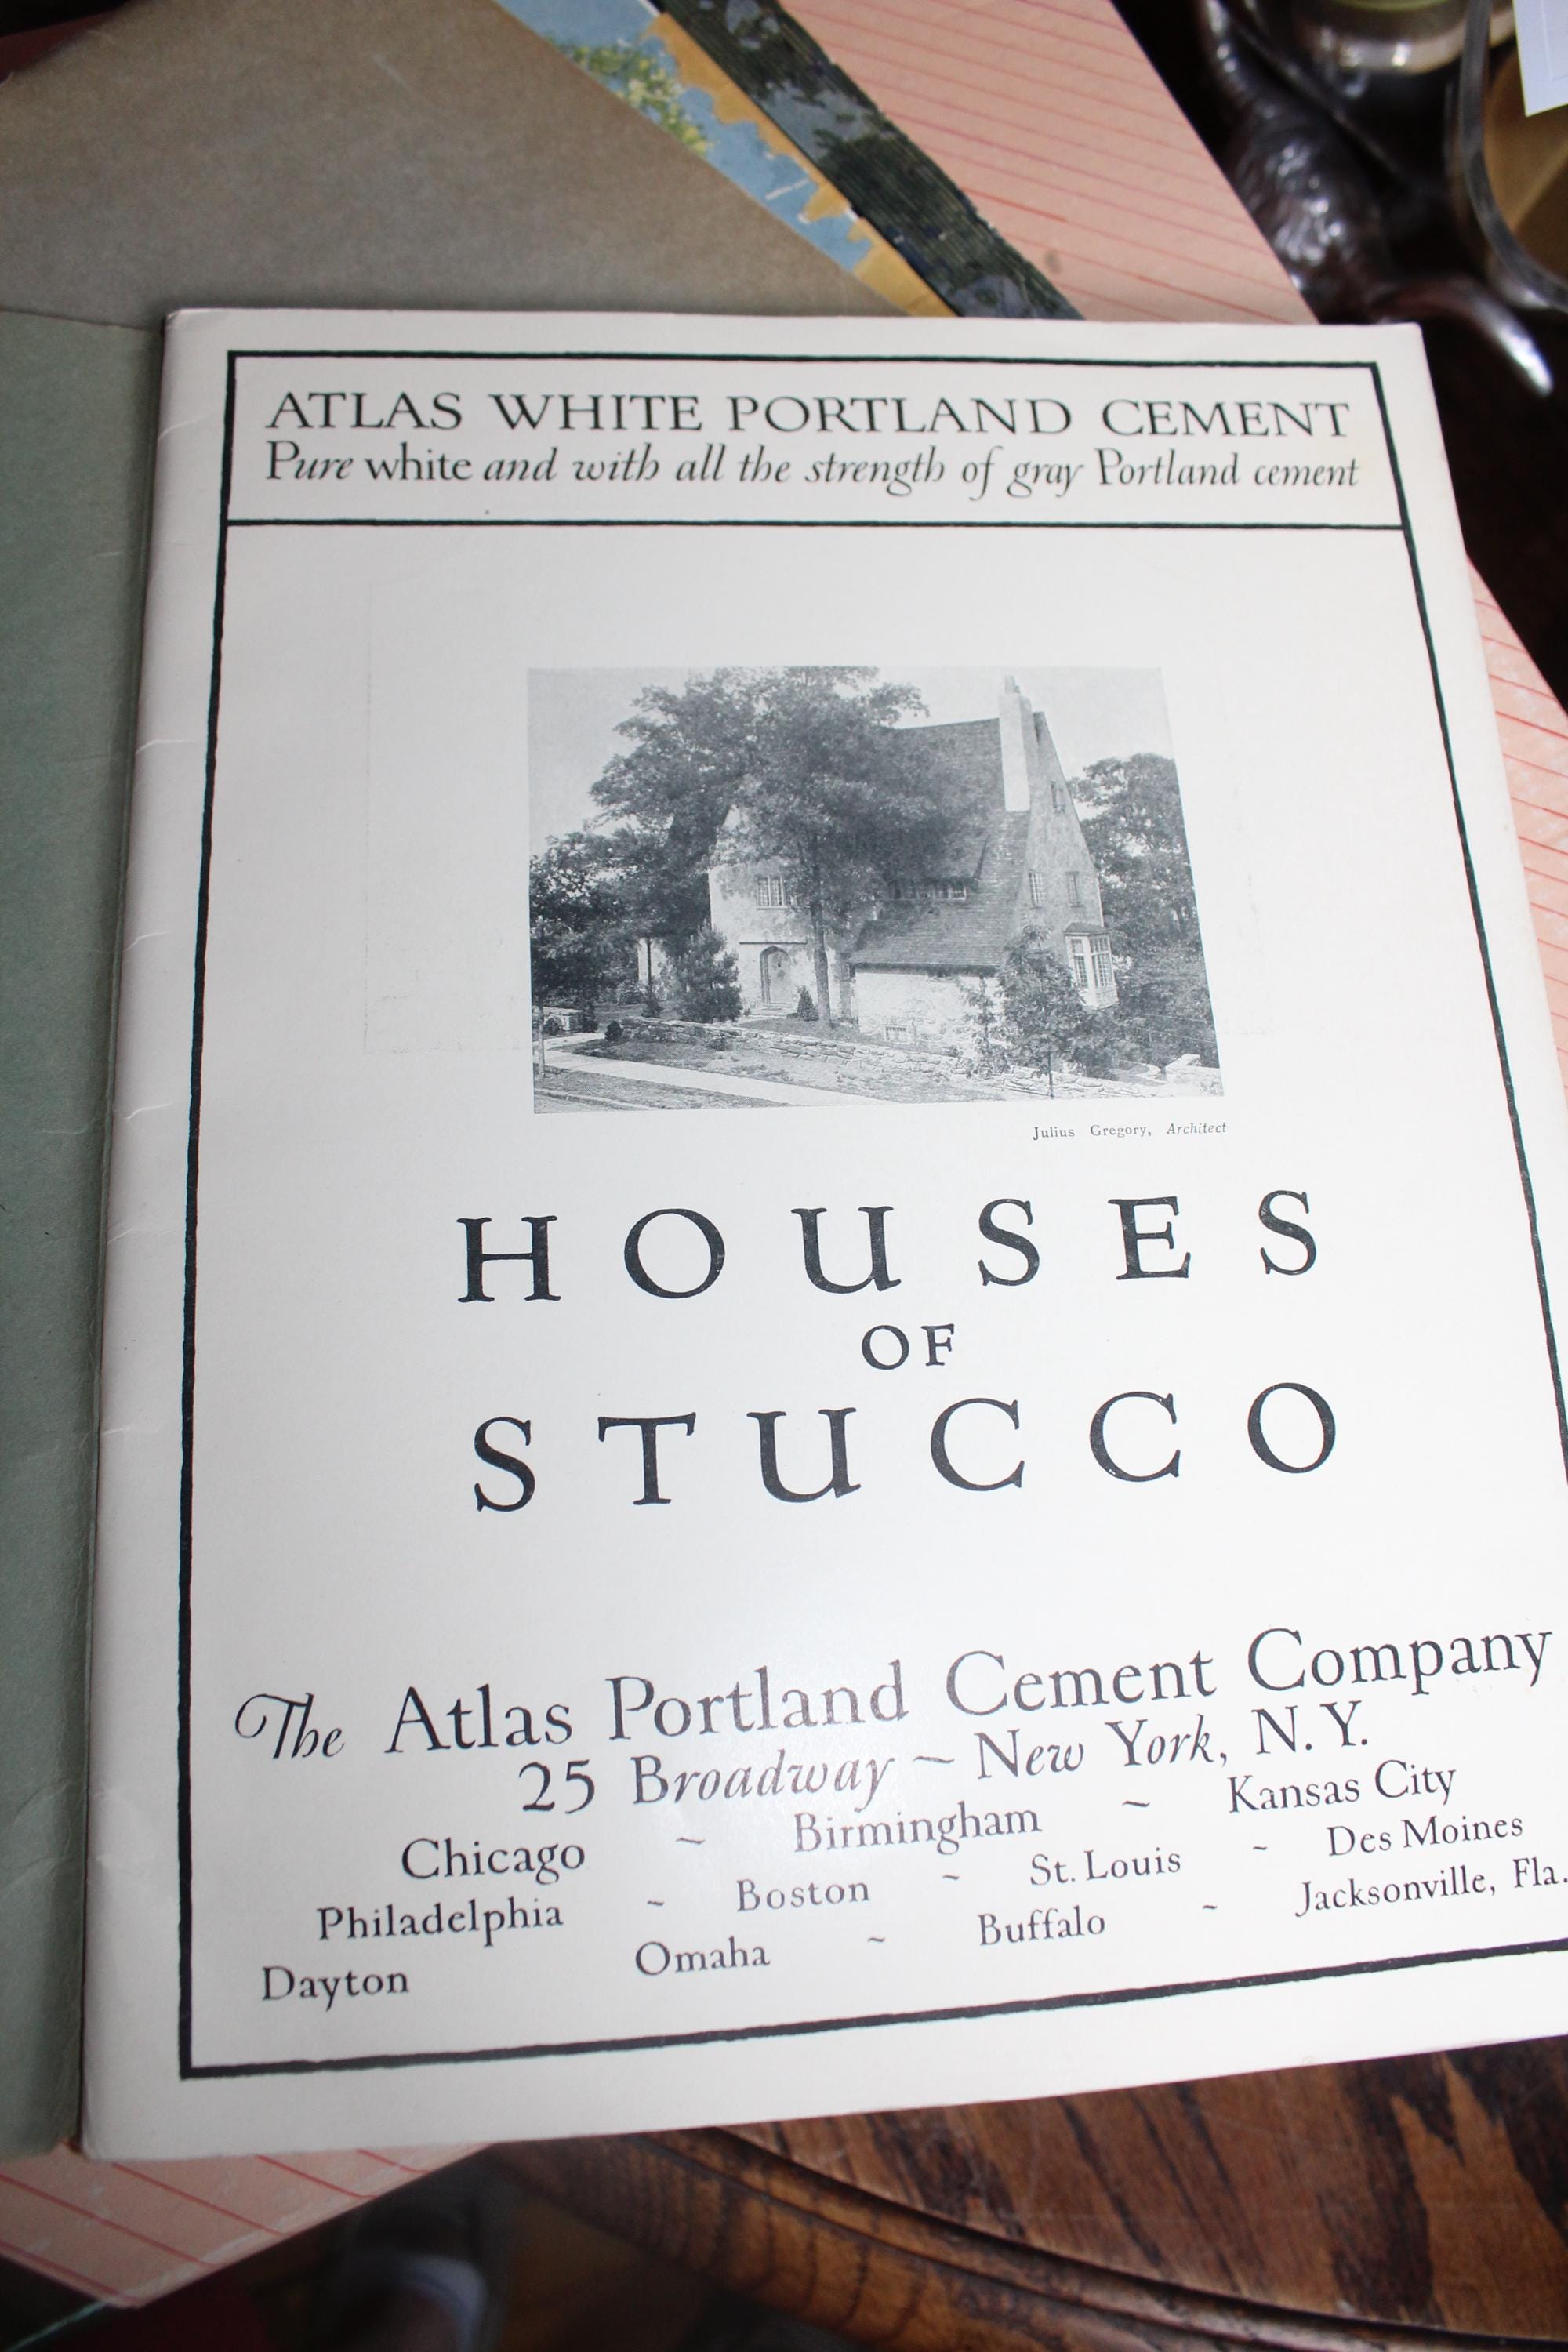 ATLAS WHITE PORTLAND CEMENT
Pure white and with all the strength of gray Portland cement
Julius Gregory, Architect
HOUSES
OF
STUCCO
The Atlas Portland Cement Company
25 Broadway ~ New York, N. Y.
Chicago ~ Birmingham ~ Kansas City
Philadelphia ~ Boston ~ St. Louis ~ Des Moines
Dayton Omaha ~ Buffalo ~ Jacksonville, Fla.